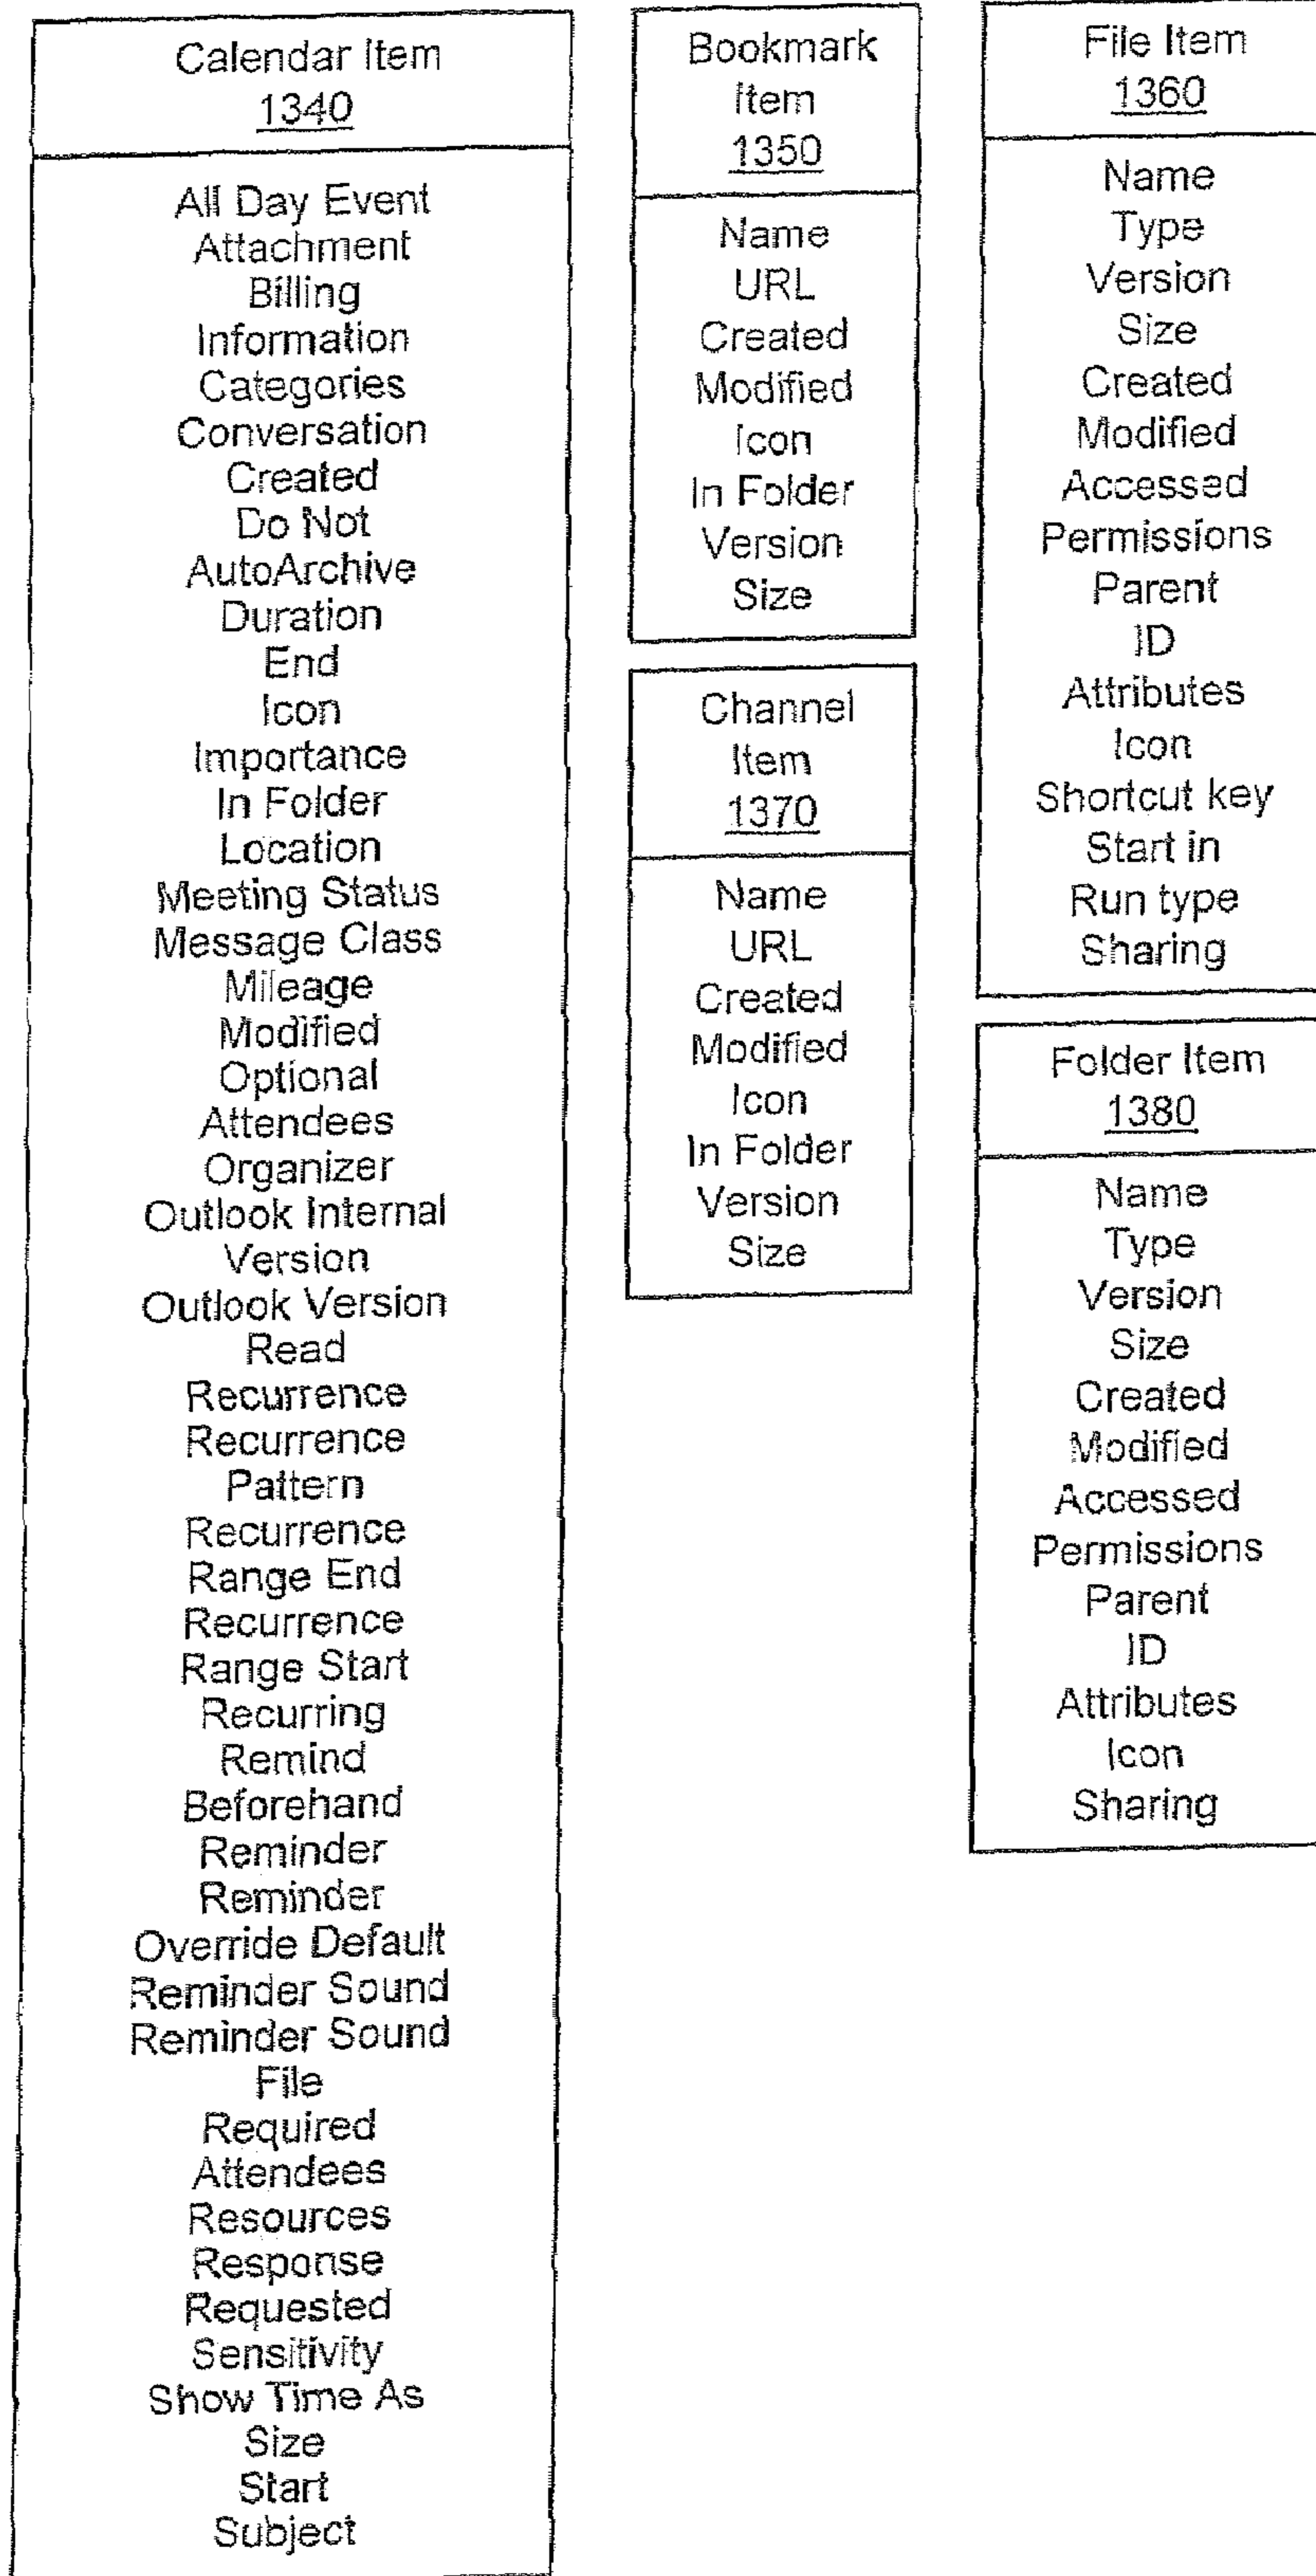 Calendar Item
1340
All Day Event
Attachment
Billing
Information
Categories
Conversation
Created
Do Not
AutoArchive
Duration
End
Icon
Importance
In Folder
Location
Meeting Status
Message Class
Mileage
Modified
Optional
Attendees
Organizer
Outlook Internal
Version
Outlook Version
Read
Recurrence
Recurrence
Pattern
Recurrence
Range End
Recurrence
Range Start
Recurring
Remind
Beforehand
Reminder
Reminder
Override Default
Reminder Sound
Reminder Sound
File
Required
Attendees
Resources
Response
Requested
Sensitivity
Show Time As
Size
Start
Subject
Bookmark
Item
1350
Name
URL
Created
Modified
Icon
In Folder
Version
Size
Channel
Item
1370
Name
URL
Created
Modified
Icon
In Folder
Version
Size
File Item
1360
Name
Type
Version
Size
Created
Modified
Accessed
Permissions
Parent
ID
Attributes
Icon
Shortcut key
Start in
Run type
Sharing
Folder Item
1380
Name
Type
Version
Size
Created
Modified
Accessed
Permissions
Parent
ID
Attributes
Icon
Sharing